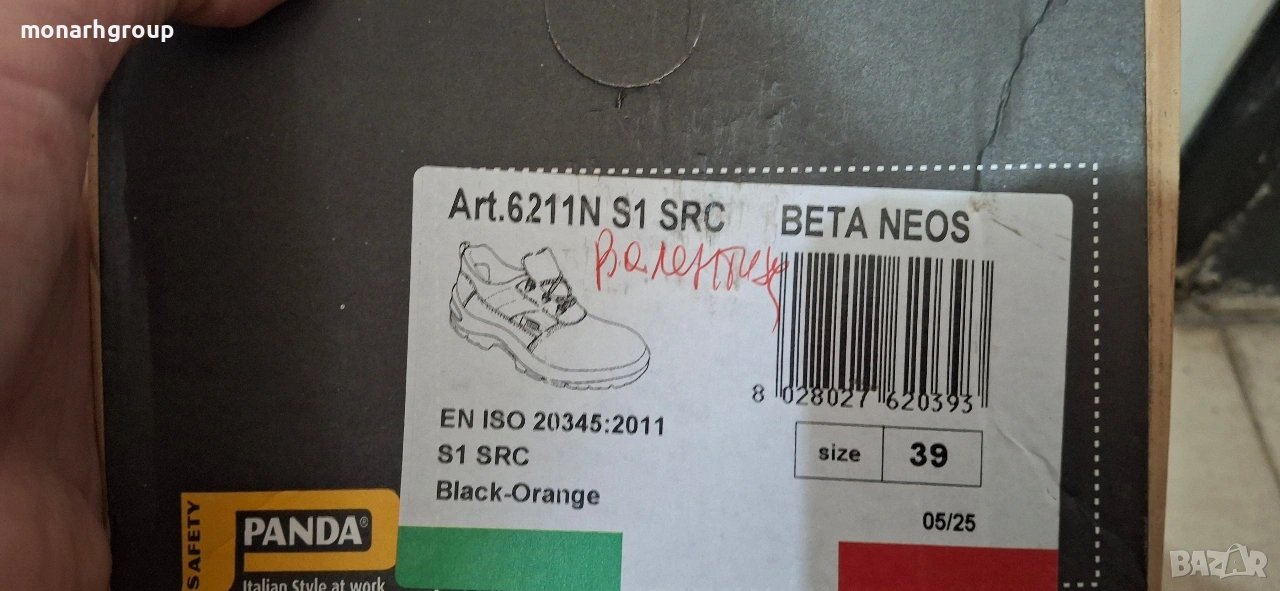 monarhgroup
Art.6211N S1 SRC BETA NEOS
8 028027 620393
EN ISO 20345:2011
S1 SRC
Black-Orange
size 39
05/25
SAFETY
PANDA®
Italian Style at work
BAZAR